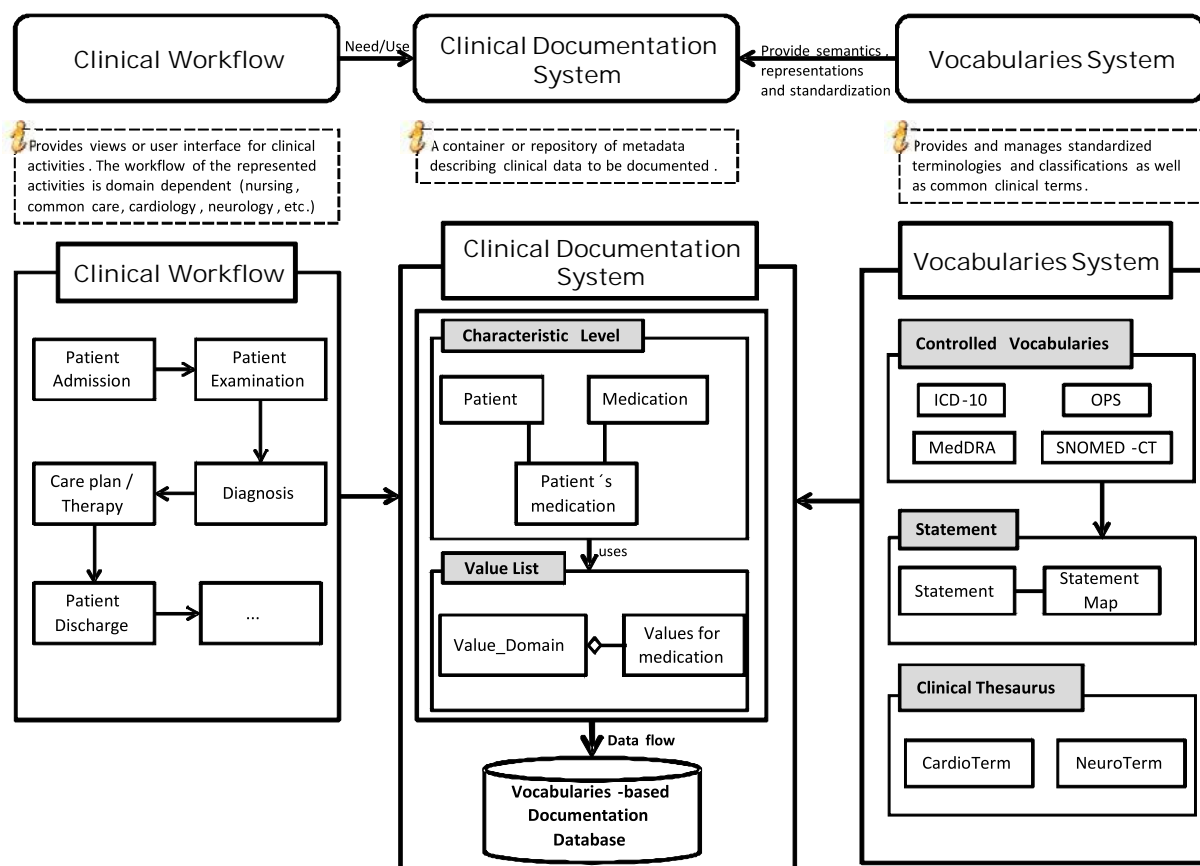 Clinical Workflow
Need/Use
Clinical Documentation
System
Provide semantics ,
representations
and standardization
Vocabularies System
Provides views or user interface for clinical
activities . The workflow of the represented
activities is domain dependent (nursing ,
common care , cardiology , neurology , etc.)
A container or repository of metadata
describing clinical data to be documented .
Provides and manages standardized
terminologies and classifications as well
as common clinical terms .
Clinical Workflow
Patient
Admission
Patient
Examination
Care plan /
Therapy
Diagnosis
Patient
Discharge
...
Clinical Documentation
System
Characteristic Level
Patient
Medication
Patient ´s
medication
uses
Value List
Value_Domain
Values for
medication
Data flow
Vocabularies -based
Documentation
Database
Vocabularies System
Controlled Vocabularies
ICD -10
OPS
MedDRA
SNOMED -CT
Statement
Statement
Statement
Map
Clinical Thesaurus
CardioTerm
NeuroTerm